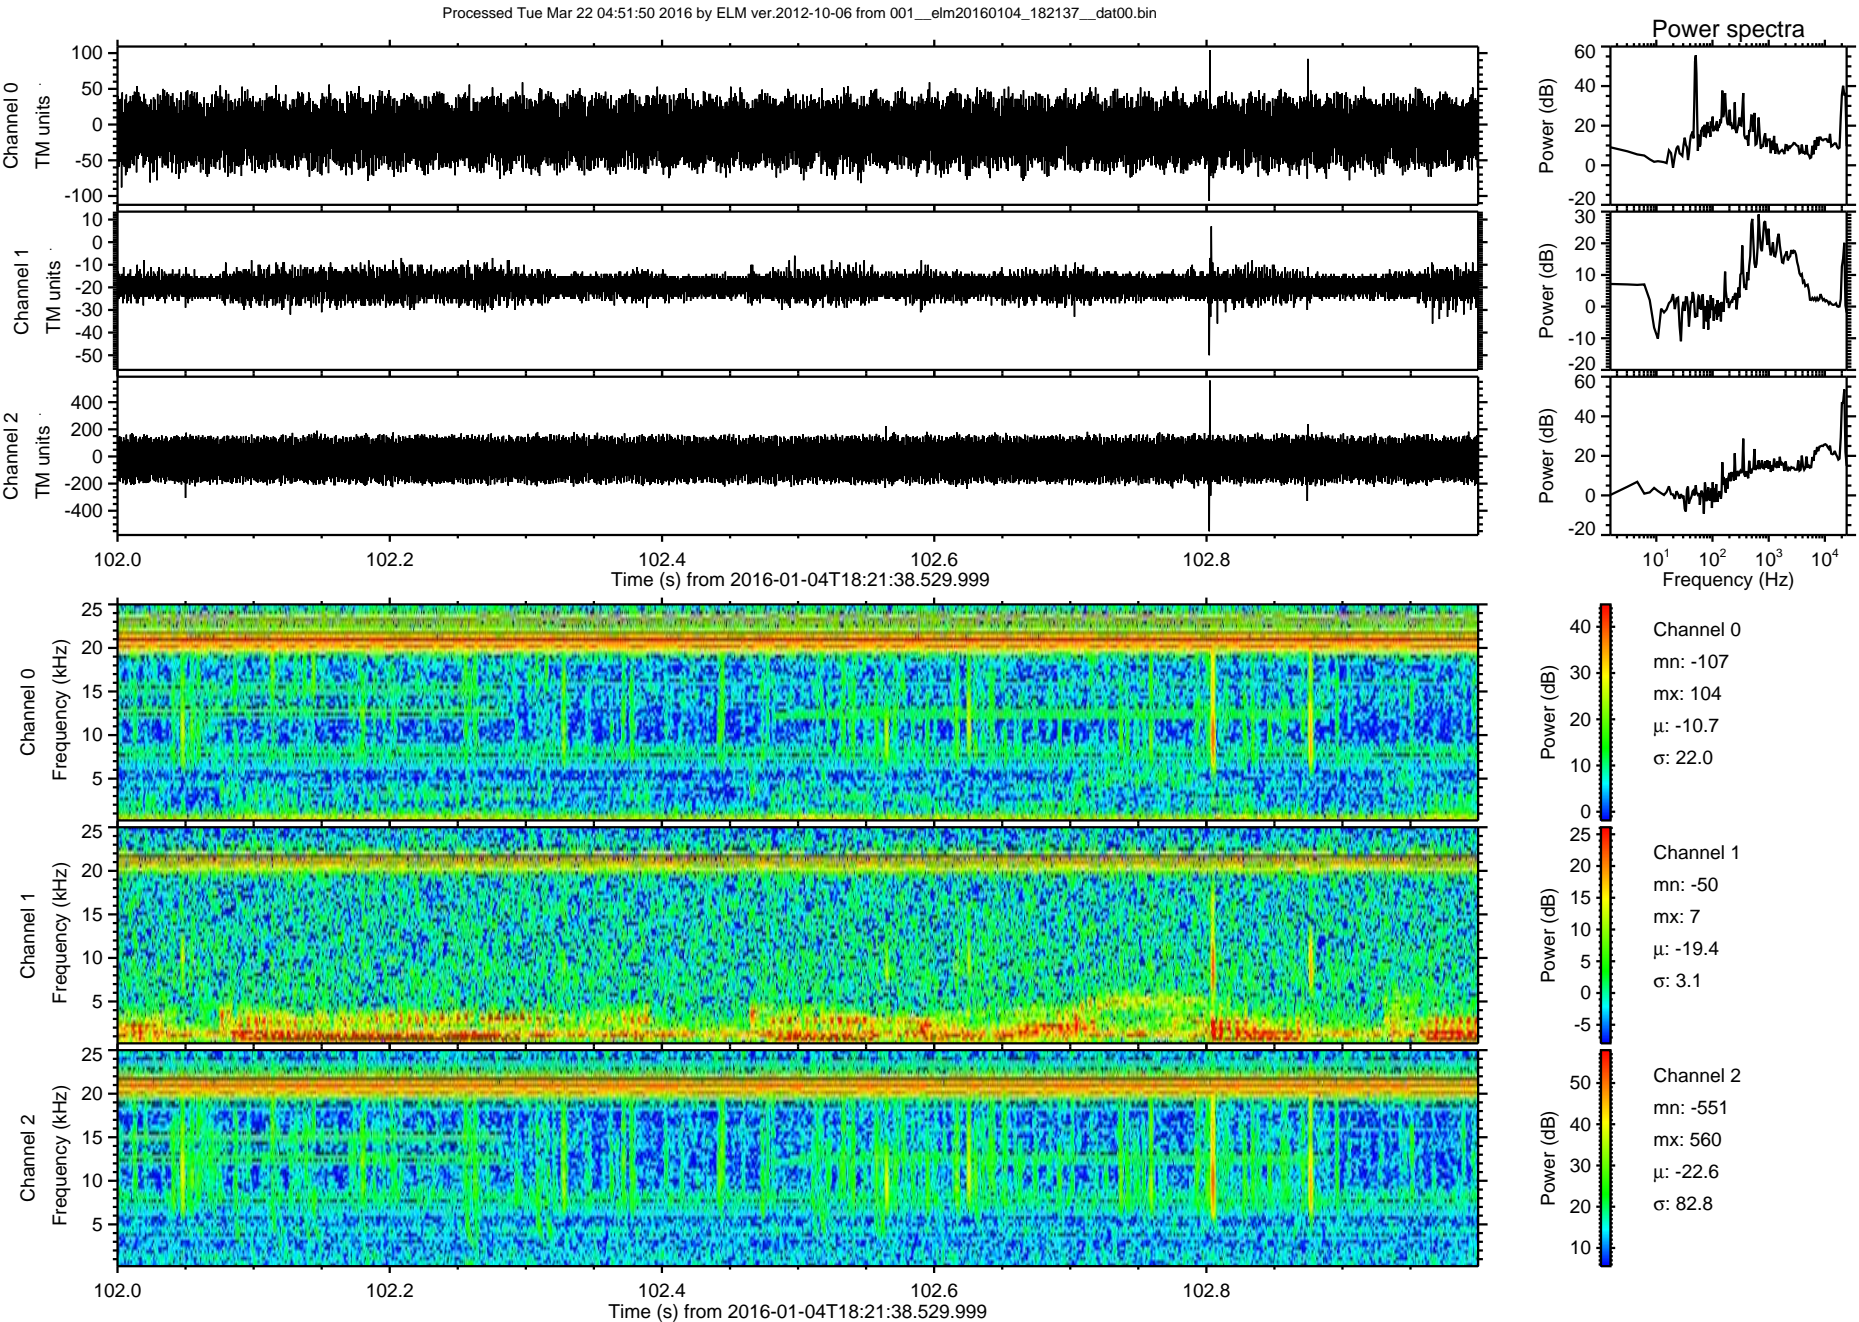 Processed Tue Mar 22 04:51:50 2016 by ELM ver.2012-10-06 from 001__elm20160104_182137__dat00.bin
Power spectra
Channel 0
TM units
100
50
0
-50
-100
Power (dB)
60
40
20
0
-20
Channel 1
TM units
10
0
-10
-20
-30
-40
-50
Power (dB)
30
20
10
0
-10
-20
Channel 2
TM units
400
200
0
-200
-400
Power (dB)
60
40
20
0
-20
102.0 102.2 102.4 102.6 102.8
Time (s) from 2016-01-04T18:21:38.529.999
10^1 10^2 10^3 10^4
Frequency (Hz)
Channel 0
Frequency (kHz)
25
20
15
10
5
Power (dB)
40
30
20
10
0
Channel 0
mn: -107
mx: 104
µ: -10.7
σ: 22.0
Channel 1
Frequency (kHz)
25
20
15
10
5
Power (dB)
25
20
15
10
5
0
-5
Channel 1
mn: -50
mx: 7
µ: -19.4
σ: 3.1
Channel 2
Frequency (kHz)
25
20
15
10
5
Power (dB)
50
40
30
20
10
Channel 2
mn: -551
mx: 560
µ: -22.6
σ: 82.8
102.0 102.2 102.4 102.6 102.8
Time (s) from 2016-01-04T18:21:38.529.999